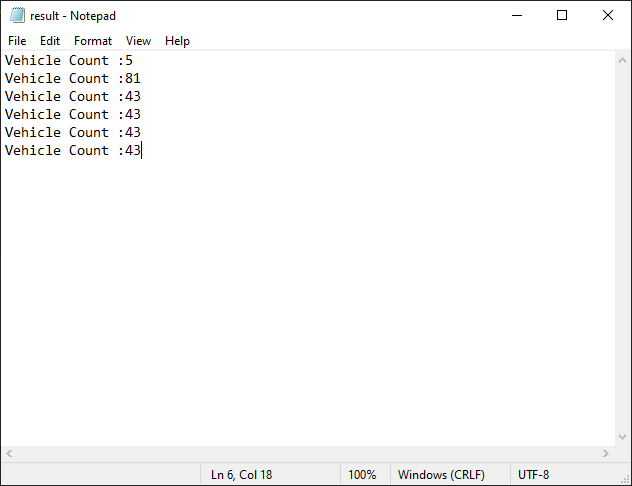 result - Notepad
File Edit Format View Help
Vehicle Count :5
Vehicle Count :81
Vehicle Count :43
Vehicle Count :43
Vehicle Count :43
Vehicle Count :43
Ln 6, Col 18 100% Windows (CRLF) UTF-8